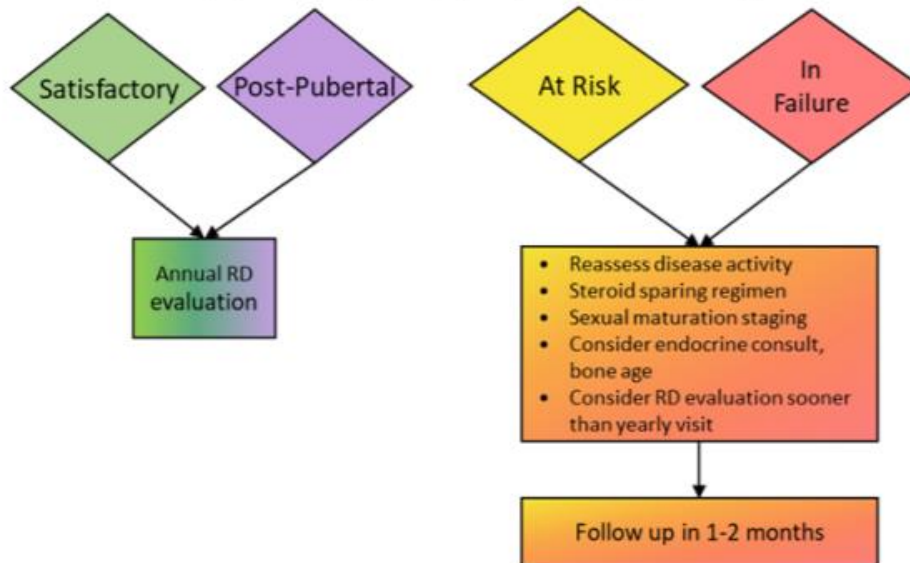 Satisfactory
Post-Pubertal
At Risk
In
Failure
Annual RD
evaluation
• Reassess disease activity
• Steroid sparing regimen
• Sexual maturation staging
• Consider endocrine consult,
bone age
• Consider RD evaluation sooner
than yearly visit
Follow up in 1-2 months